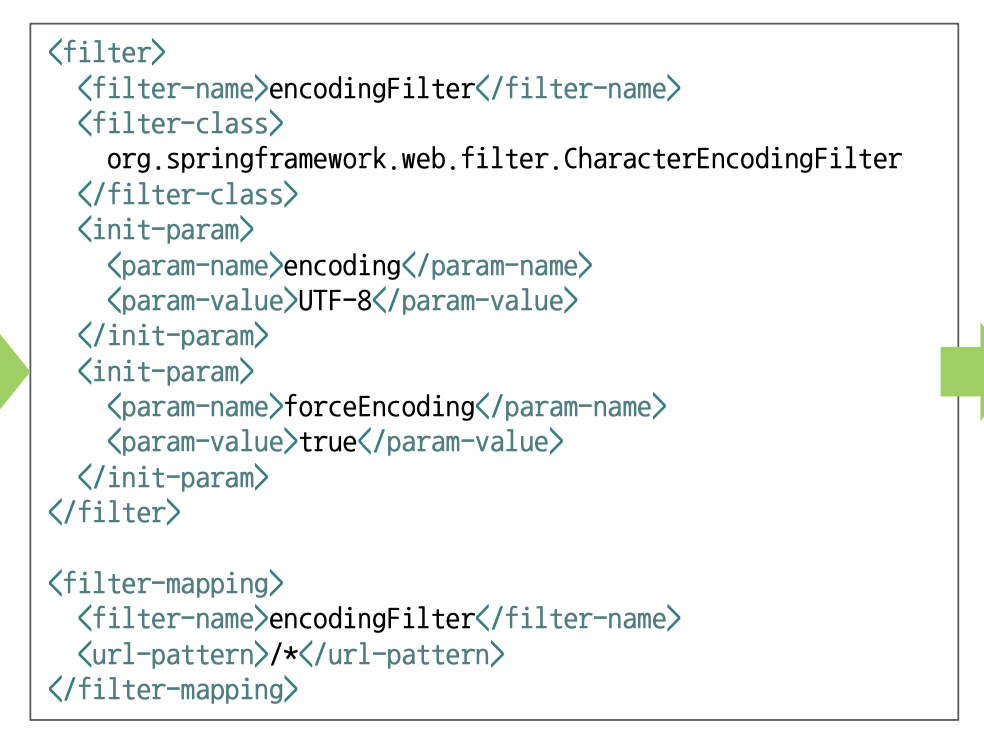 <filter>
  <filter-name>encodingFilter</filter-name>
  <filter-class>
    org.springframework.web.filter.CharacterEncodingFilter
  </filter-class>
  <init-param>
    <param-name>encoding</param-name>
    <param-value>UTF-8</param-value>
  </init-param>
  <init-param>
    <param-name>forceEncoding</param-name>
    <param-value>true</param-value>
  </init-param>
</filter>

<filter-mapping>
  <filter-name>encodingFilter</filter-name>
  <url-pattern>/*</url-pattern>
</filter-mapping>